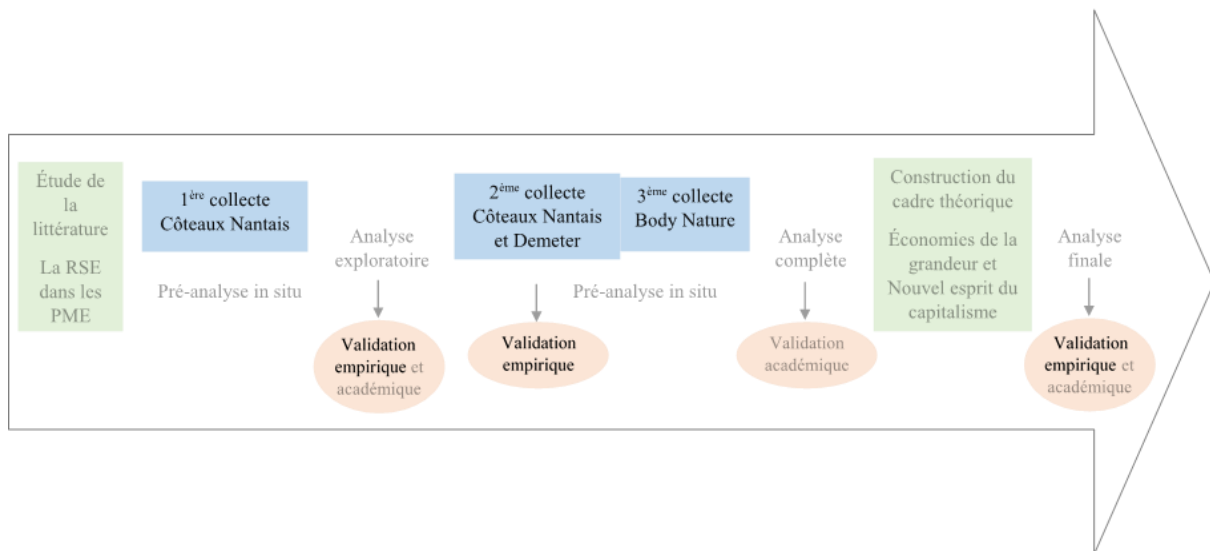 Étude de
la
littérature
La RSE
dans les
PME
1ère collecte
Côteaux Nantais
Pré-analyse in situ
Analyse
exploratoire
Validation
empirique et
académique
2ème collecte
Côteaux Nantais
et Demeter
Validation
empirique
3ème collecte
Body Nature
Pré-analyse in situ
Analyse
complète
Validation
académique
Construction du
cadre théorique
Économies de la
grandeur et
Nouvel esprit du
capitalisme
Analyse
finale
Validation
empirique et
académique